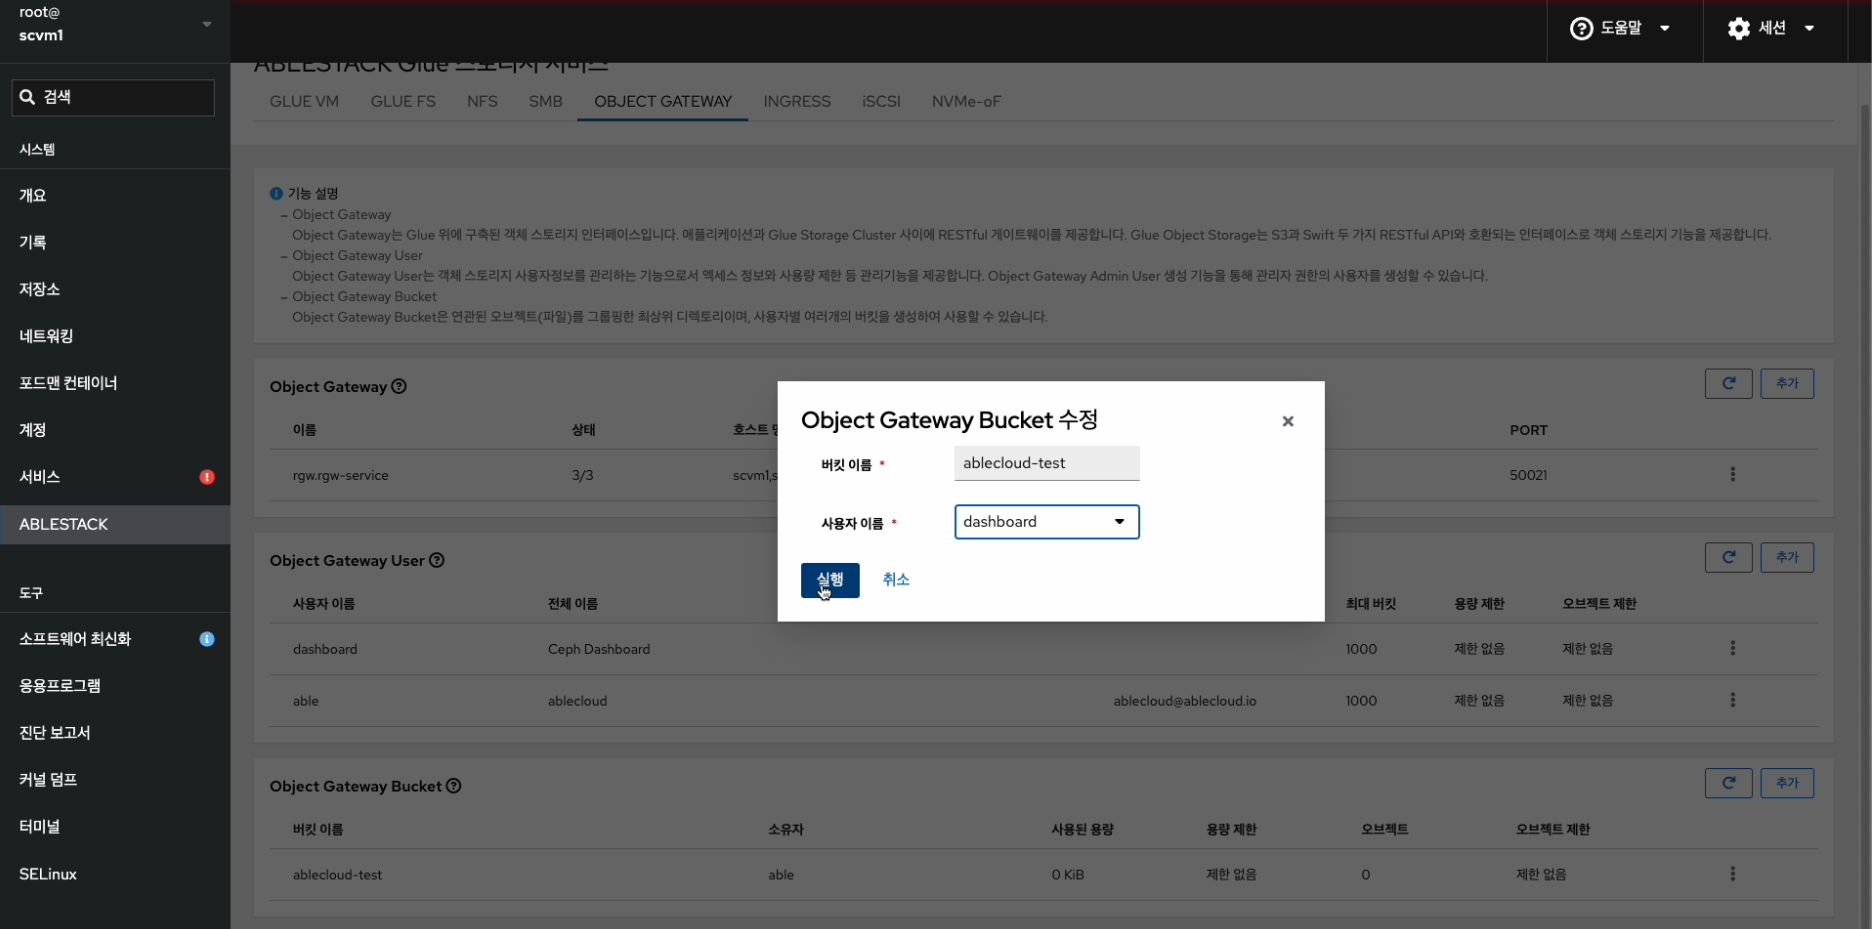 root@
scvm1
도움말
세션
검색
ABLESTACK Glue 스토리지 서비스
GLUE VM GLUE FS NFS SMB OBJECT GATEWAY INGRESS iSCSI NVMe-oF
시스템
개요
기록
저장소
네트워킹
포드맨 컨테이너
계정
서비스
ABLESTACK
도구
소프트웨어 최신화
응용프로그램
진단 보고서
커널 덤프
터미널
SELinux
기능 설명
– Object Gateway
Object Gateway는 Glue 위에 구축된 객체 스토리지 인터페이스입니다. 애플리케이션과 Glue Storage Cluster 사이에 RESTful 게이트웨이를 제공합니다. Glue Object Storage는 S3과 Swift 두 가지 RESTful API와 호환되는 인터페이스로 객체 스토리지 기능을 제공합니다.
– Object Gateway User
Object Gateway User는 객체 스토리지 사용자정보를 관리하는 기능으로서 엑세스 정보와 사용량 제한 등 관리기능을 제공합니다. Object Gateway Admin User 생성 기능을 통해 관리자 권한의 사용자를 생성할 수 있습니다.
– Object Gateway Bucket
Object Gateway Bucket은 연관된 오브젝트(파일)를 그룹핑한 최상위 디렉토리이며, 사용자별 여러개의 버킷을 생성하여 사용할 수 있습니다.
Object Gateway 추가
이름 상태 호스트 PORT
rgw.rgw-service 3/3 scvm1,s 50021
Object Gateway Bucket 수정
버킷 이름 * ablecloud-test
사용자 이름 * dashboard
실행 취소
Object Gateway User 추가
사용자 이름 전체 이름 최대 버킷 용량 제한 오브젝트 제한
dashboard Ceph Dashboard 1000 제한 없음 제한 없음
able ablecloud ablecloud@ablecloud.io 1000 제한 없음 제한 없음
Object Gateway Bucket 추가
버킷 이름 소유자 사용된 용량 용량 제한 오브젝트 오브젝트 제한
ablecloud-test able 0 KiB 제한 없음 0 제한 없음